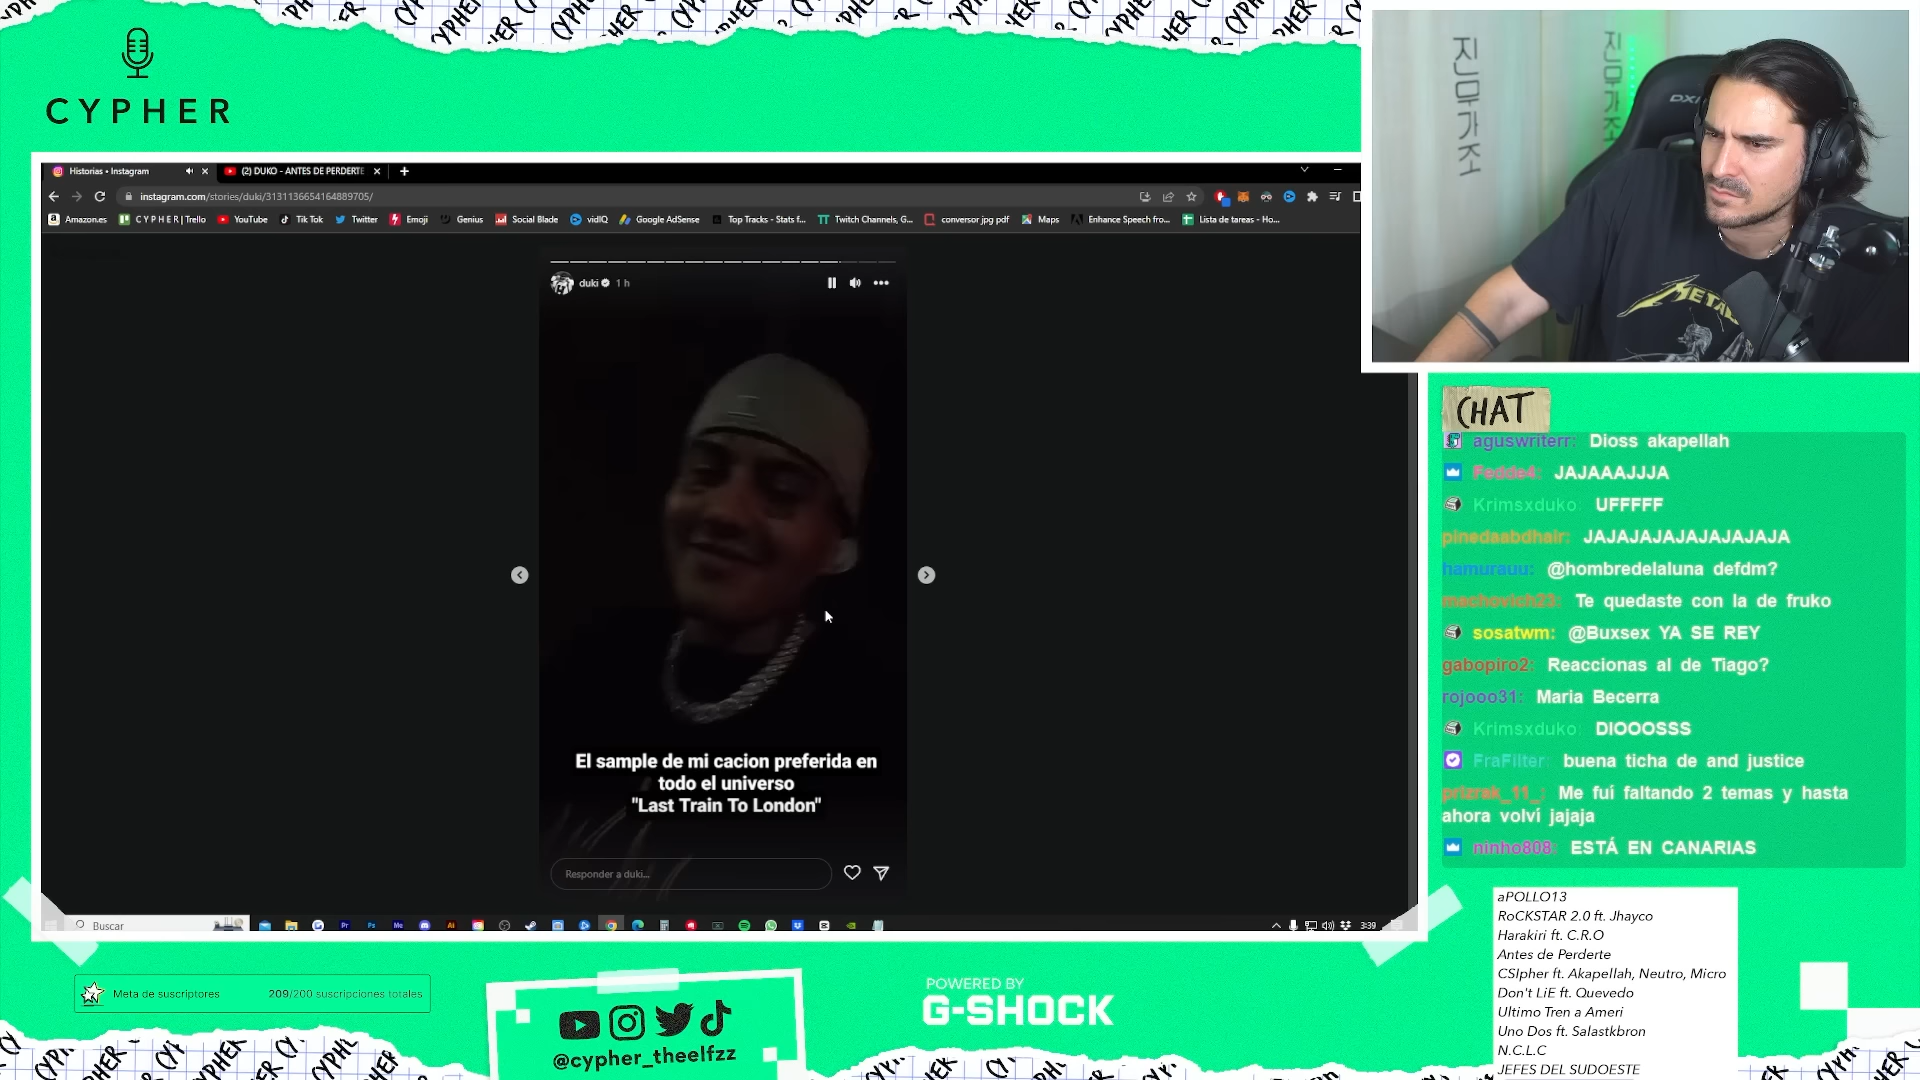 CYPHER
Historias • Instagram
(2) DUKO - ANTES DE PERDERTE
instagram.com/stories/duki/3131136654164889705/
Amazon.es
C Y P H E R | Trello
YouTube
Tik Tok
Twitter
Emoji
Genius
Social Blade
vidIQ
Google AdSense
Top Tracks - Stats f...
Twitch Channels, G...
conversor jpg pdf
Maps
Enhance Speech fro...
Lista de tareas - Ho...
duki 1 h
El sample de mi cacion preferida en
todo el universo
"Last Train To London"
Responder a duki...
Buscar
3:39
METAL
CHAT
aguswriterr: Dioss akapellah
Fedde4: JAJAAAJJJA
Krimsxduko: UFFFFF
pinedaabdhair: JAJAJAJAJAJAJAJAJA
hamurauu: @hombredelaluna defdm?
mechovich23: Te quedaste con la de fruko
sosatwm: @Buxsex YA SE REY
gabopiro2: Reaccionas al de Tiago?
rojooo31: Maria Becerra
Krimsxduko: DIOOOSSS
FraFilter: buena ticha de and justice
prizrak_11_: Me fuí faltando 2 temas y hasta
ahora volví jajaja
ninho808: ESTÁ EN CANARIAS
aPOLLO13
RoCKSTAR 2.0 ft. Jhayco
Harakiri ft. C.R.O
Antes de Perderte
CSIpher ft. Akapellah, Neutro, Micro
Don't LiE ft. Quevedo
Ultimo Tren a Ameri
Uno Dos ft. Salastkbron
N.C.L.C
JEFES DEL SUDOESTE
Meta de suscriptores
209/200 suscripciones totales
@cypher_theelfzz
POWERED BY
G-SHOCK